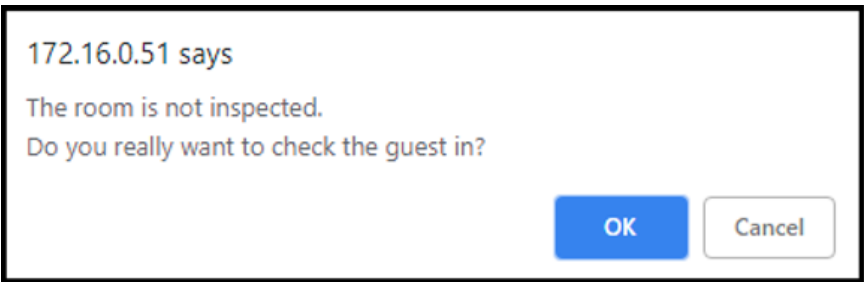 172.16.0.51 says
The room is not inspected.
Do you really want to check the guest in?
OK Cancel